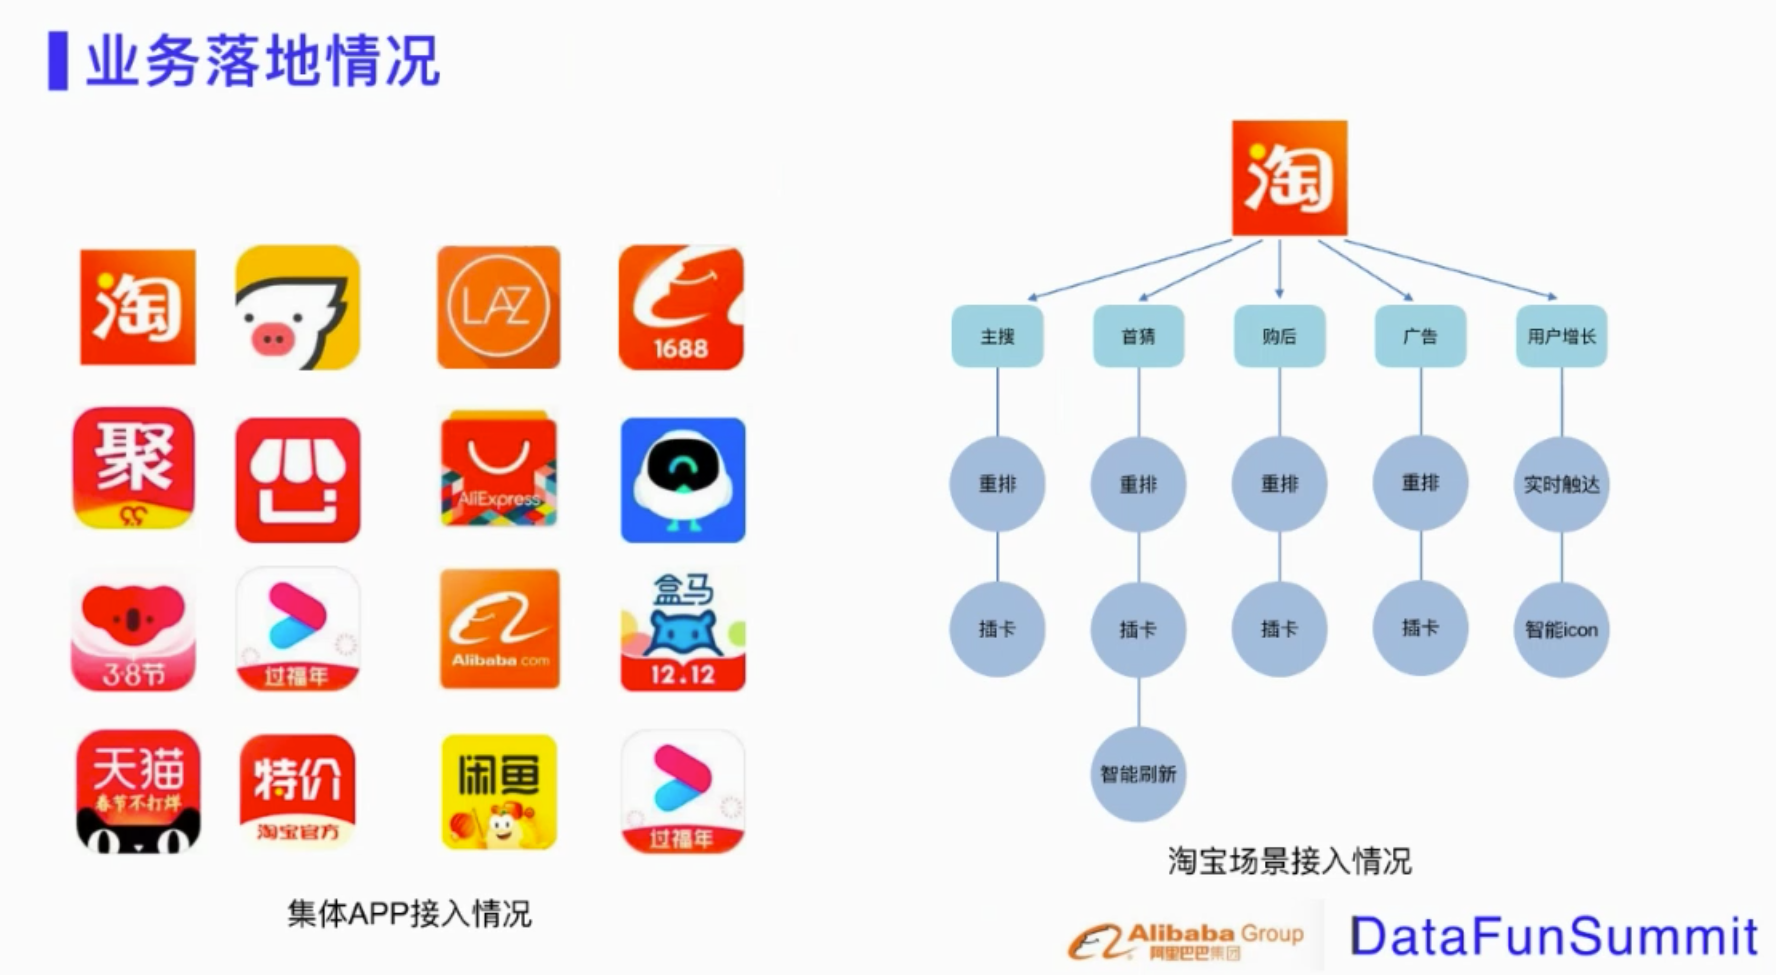 业务落地情况
淘
LAZ
1688
聚
99
AliExpress
3·8节
过福年
Alibaba.com
盒马
12.12
天猫
春节不打烊
特价
淘宝官方
闲鱼
过福年
集体APP接入情况
淘
主搜
首猜
购后
广告
用户增长
重排
重排
重排
重排
实时触达
插卡
插卡
插卡
插卡
智能icon
智能刷新
淘宝场景接入情况
Alibaba Group
阿里巴巴集团
DataFunSummit